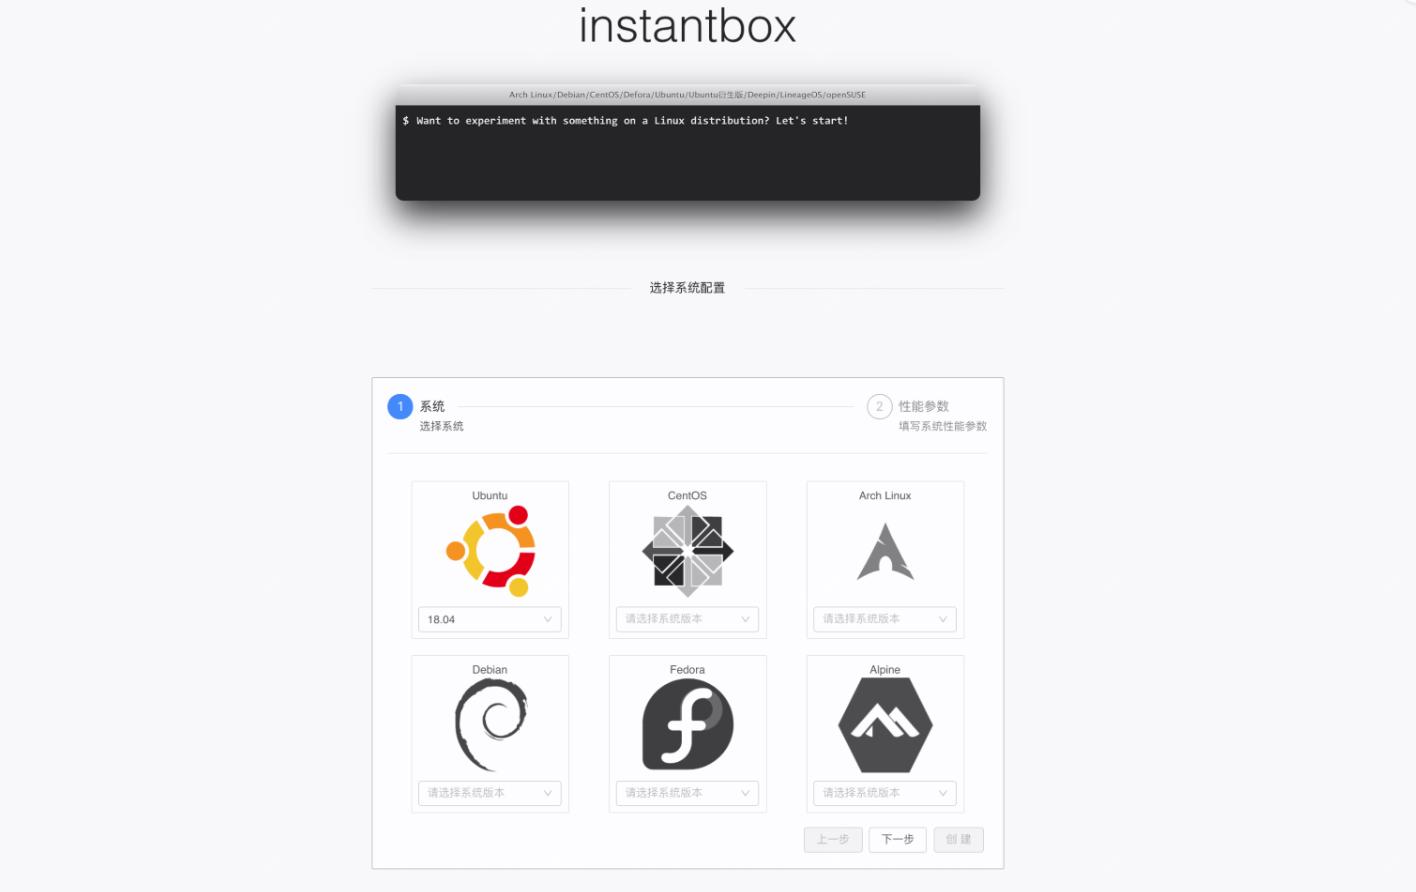 instantbox
Arch Linux/Debian/CentOS/Defora/Ubuntu/Ubuntu衍生版/Deepin/LineageOS/openSUSE
$ Want to experiment with something on a Linux distribution? Let's start!
选择系统配置
1 系统
选择系统
2 性能参数
填写系统性能参数
Ubuntu
18.04
CentOS
请选择系统版本
Arch Linux
请选择系统版本
Debian
请选择系统版本
Fedora
请选择系统版本
Alpine
请选择系统版本
上一步 下一步 创 建